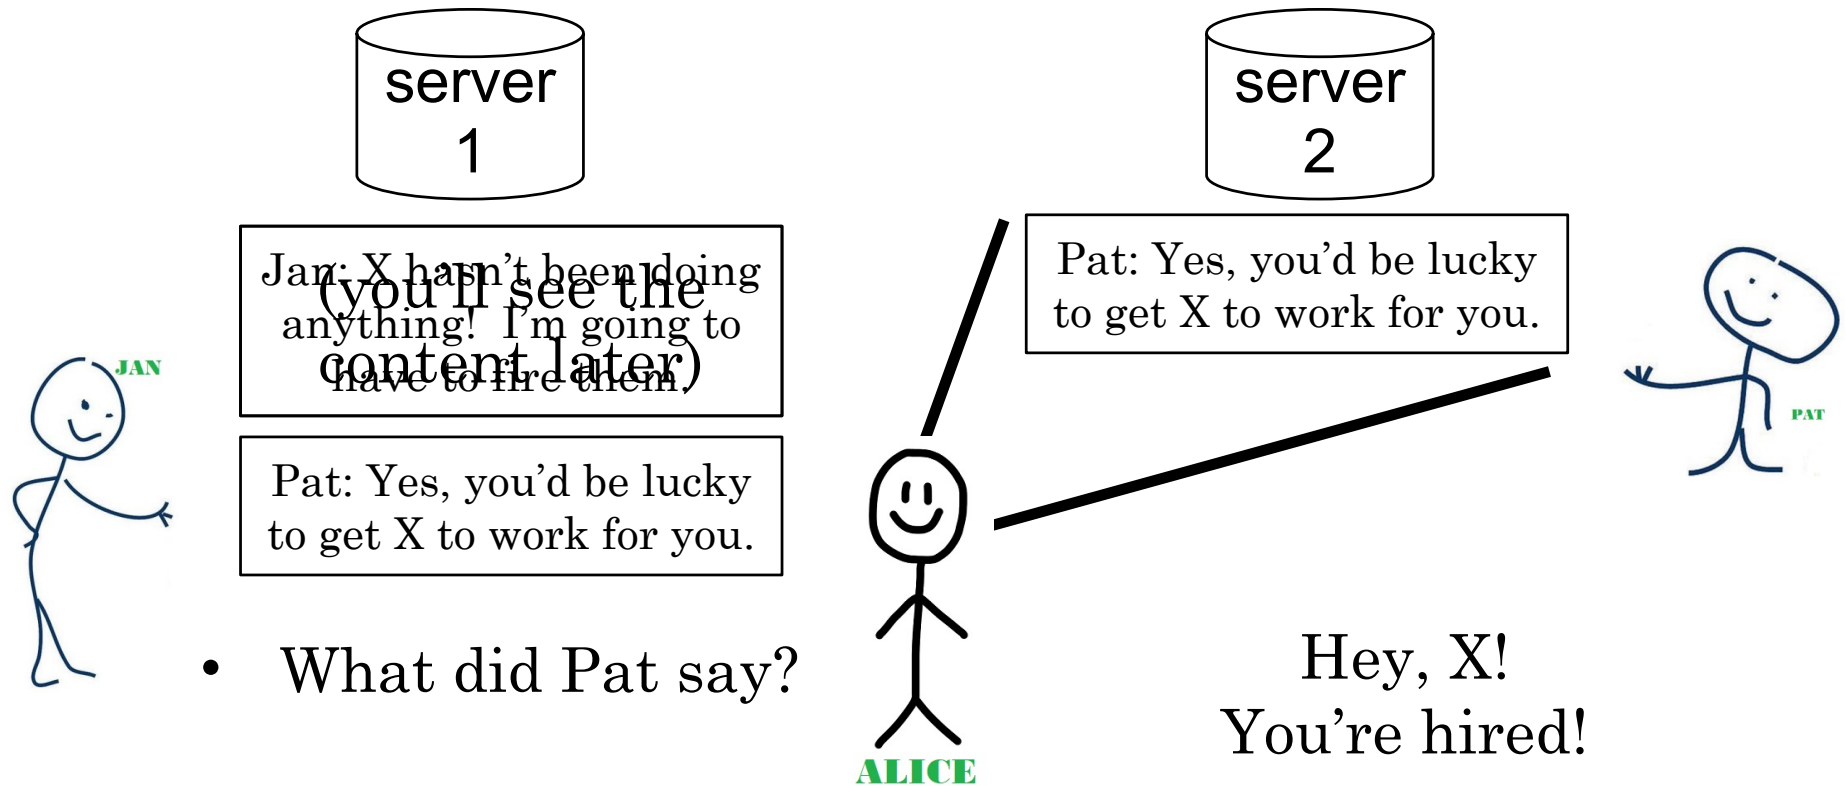 server
1
server
2
Jan: X hasn’t been doing
anything! I’m going to
have to fire them.
(you’ll see the
content later)
Pat: Yes, you’d be lucky
to get X to work for you.
Pat: Yes, you’d be lucky
to get X to work for you.
JAN
PAT
• What did Pat say?
Hey, X!
You’re hired!
ALICE